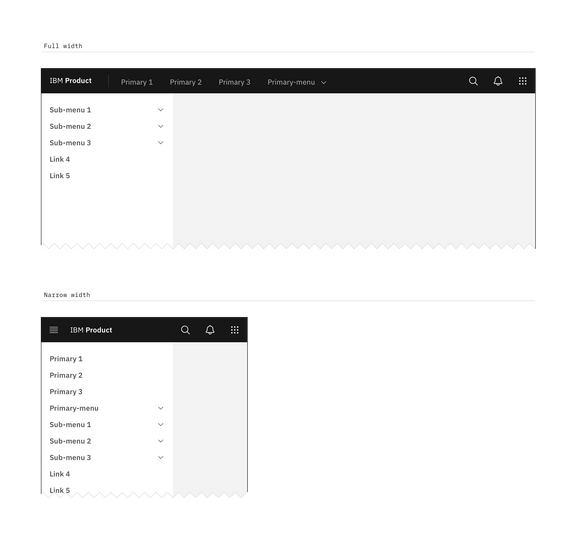 Full width
IBM Product Primary 1 Primary 2 Primary 3 Primary-menu
Sub-menu 1
Sub-menu 2
Sub-menu 3
Link 4
Link 5
Narrow width
IBM Product
Primary 1
Primary 2
Primary 3
Primary-menu
Sub-menu 1
Sub-menu 2
Sub-menu 3
Link 4
Link 5